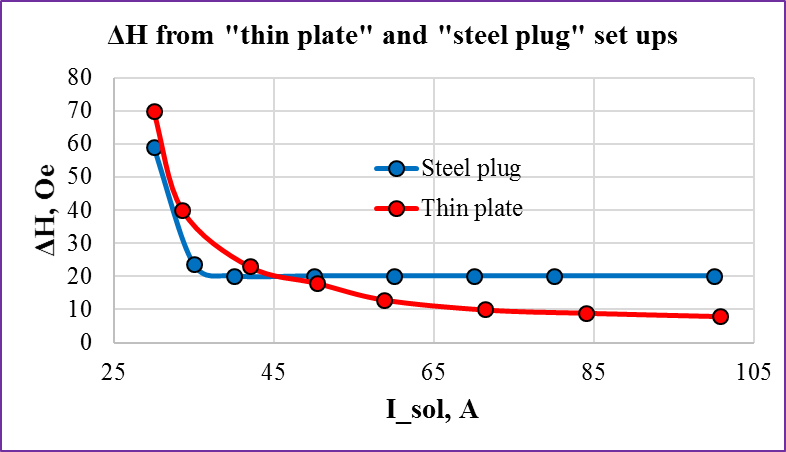 ΔH from "thin plate" and "steel plug" set ups
80
70
60
50
40
30
20
10
0
ΔH, Oe
Steel plug
Thin plate
25 45 65 85 105
I_sol, A